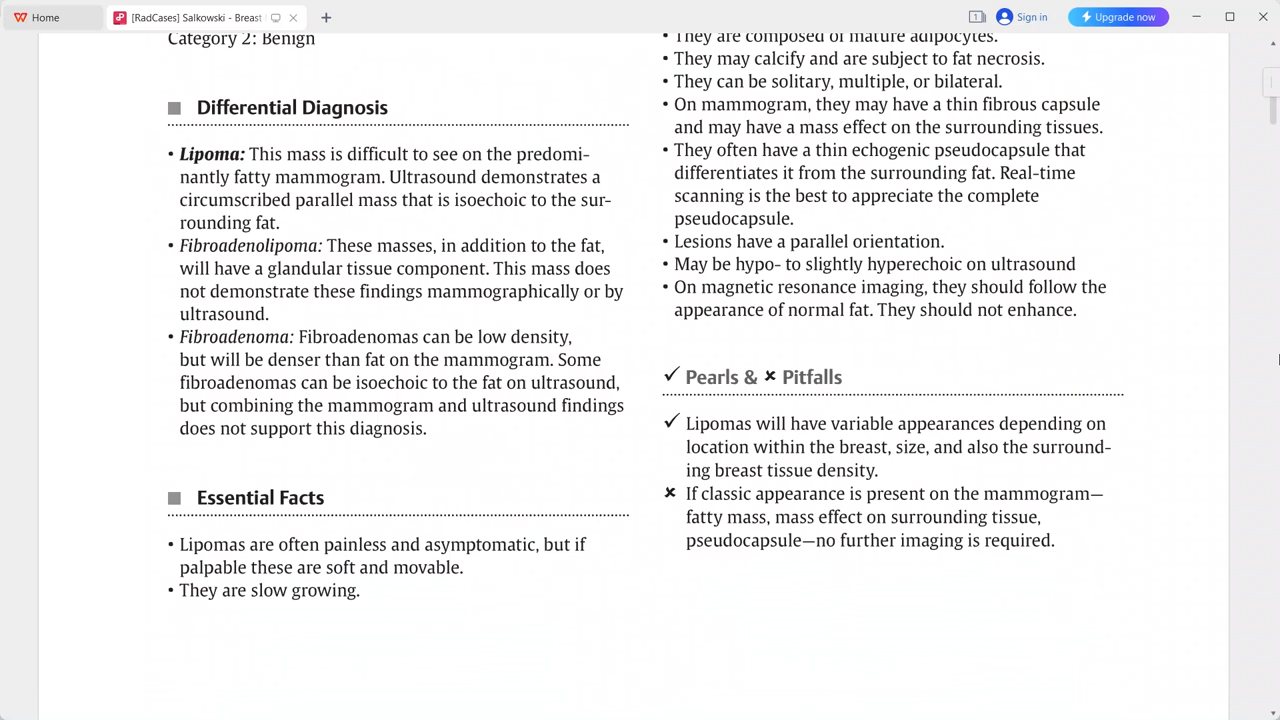 Home
[RadCases] Salkowski - Breast
1
Sign in
Upgrade now
Category 2: Benign
Differential Diagnosis
• Lipoma: This mass is difficult to see on the predomi-
nantly fatty mammogram. Ultrasound demonstrates a
circumscribed parallel mass that is isoechoic to the sur-
rounding fat.
• Fibroadenolipoma: These masses, in addition to the fat,
will have a glandular tissue component. This mass does
not demonstrate these findings mammographically or by
ultrasound.
• Fibroadenoma: Fibroadenomas can be low density,
but will be denser than fat on the mammogram. Some
fibroadenomas can be isoechoic to the fat on ultrasound,
but combining the mammogram and ultrasound findings
does not support this diagnosis.
Essential Facts
• Lipomas are often painless and asymptomatic, but if
palpable these are soft and movable.
• They are slow growing.
• They are composed of mature adipocytes.
• They may calcify and are subject to fat necrosis.
• They can be solitary, multiple, or bilateral.
• On mammogram, they may have a thin fibrous capsule
and may have a mass effect on the surrounding tissues.
• They often have a thin echogenic pseudocapsule that
differentiates it from the surrounding fat. Real-time
scanning is the best to appreciate the complete
pseudocapsule.
• Lesions have a parallel orientation.
• May be hypo- to slightly hyperechoic on ultrasound
• On magnetic resonance imaging, they should follow the
appearance of normal fat. They should not enhance.
✓ Pearls & ✗ Pitfalls
✓ Lipomas will have variable appearances depending on
location within the breast, size, and also the surround-
ing breast tissue density.
✗ If classic appearance is present on the mammogram—
fatty mass, mass effect on surrounding tissue,
pseudocapsule—no further imaging is required.